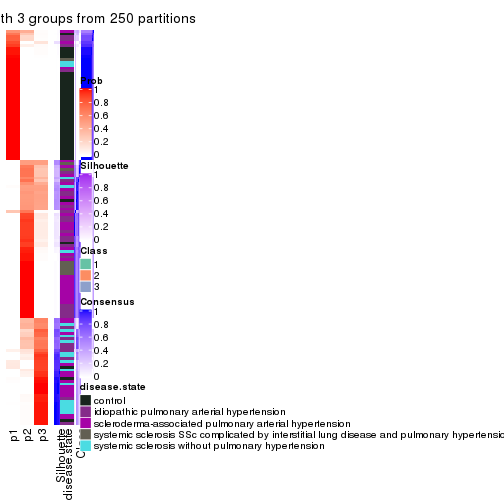 th 3 groups from 250 partitions
Prob
1
0.8
0.6
0.4
0.2
0
Silhouette
1
0.8
0.6
0.4
0.2
0
Class
1
2
3
Consensus
1
0.8
0.6
0.4
0.2
0
disease.state
control
idiopathic pulmonary arterial hypertension
scleroderma-associated pulmonary arterial hypertension
systemic sclerosis SSc complicated by interstitial lung disease and pulmonary hypertensio
systemic sclerosis without pulmonary hypertension
p1
p2
p3
Silhouette
disease.state